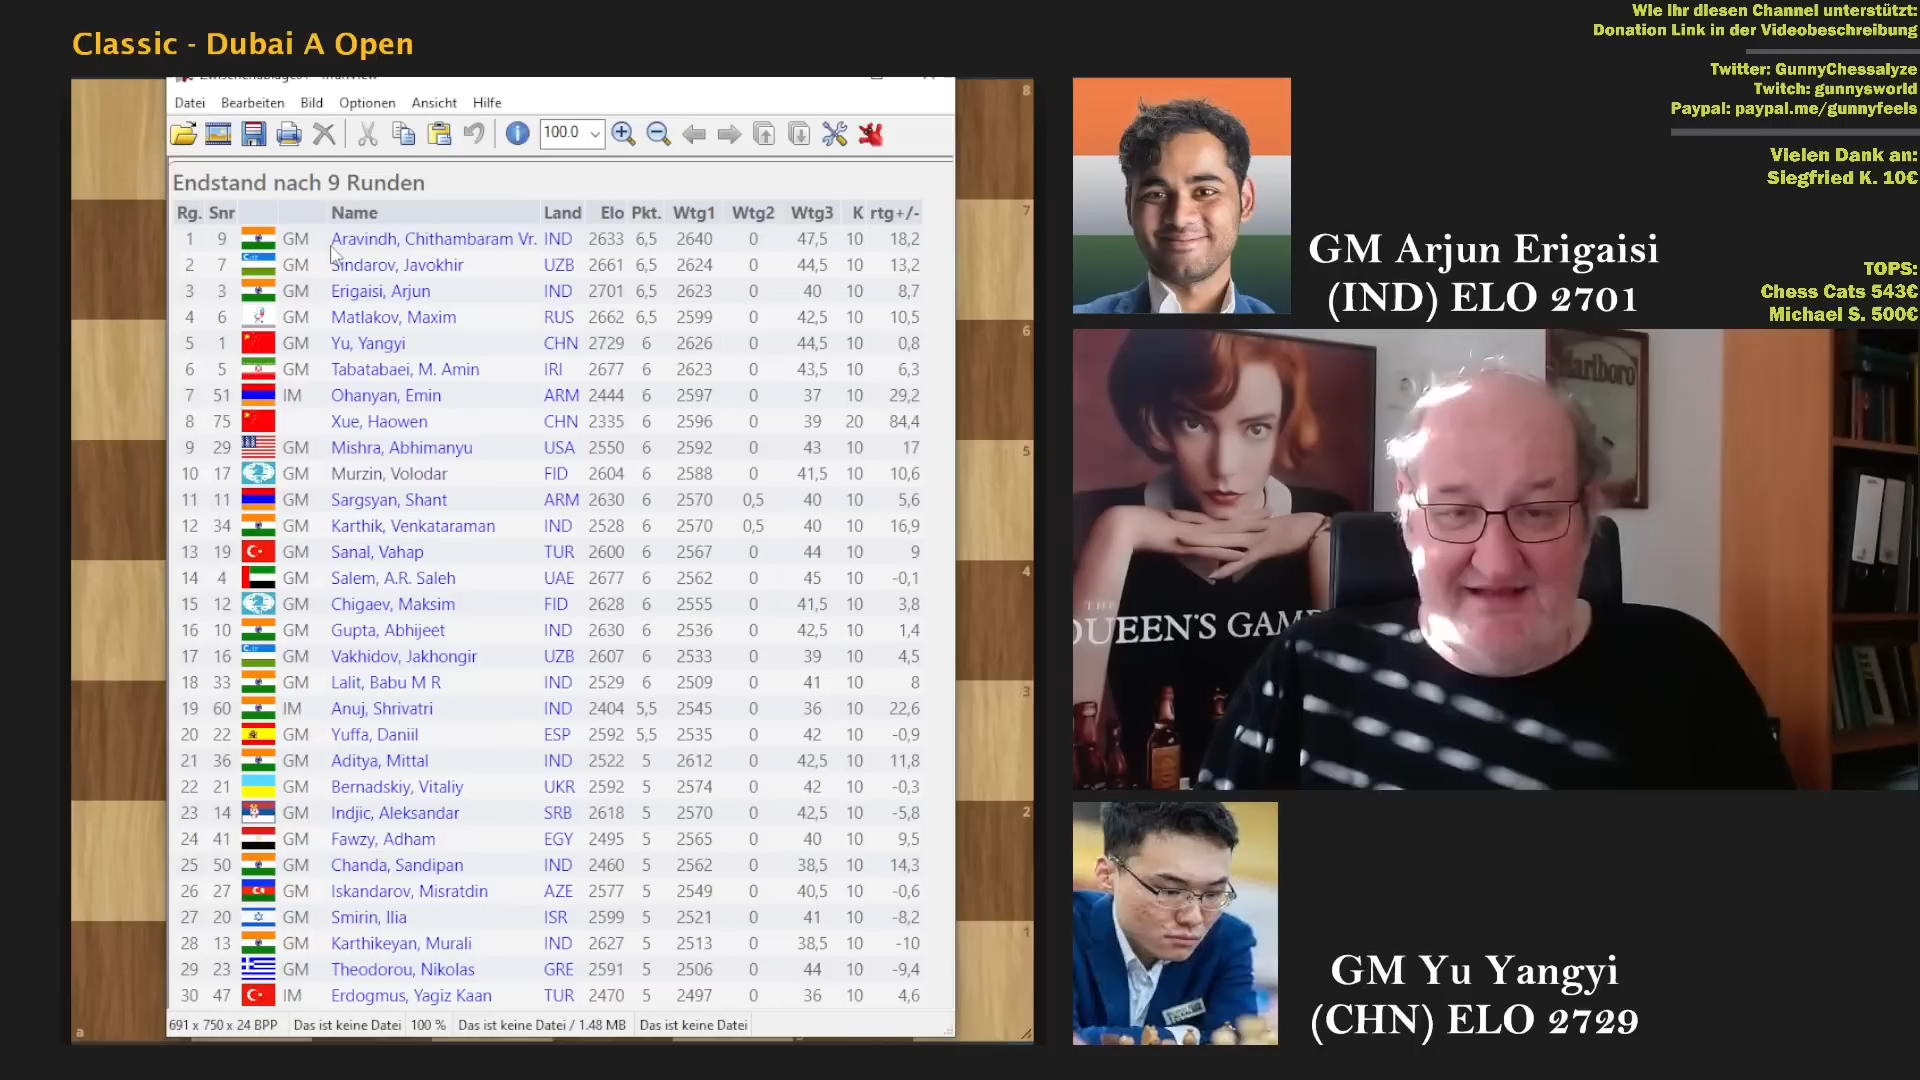 Classic - Dubai A Open
Datei Bearbeiten Bild Optionen Ansicht Hilfe
100.0
Endstand nach 9 Runden
Rg. Snr Name Land Elo Pkt. Wtg1 Wtg2 Wtg3 K rtg+/-
1 9 GM Aravindh, Chithambaram Vr. IND 2633 6,5 2640 0 47,5 10 18,2
2 7 GM Sindarov, Javokhir UZB 2661 6,5 2624 0 44,5 10 13,2
3 3 GM Erigaisi, Arjun IND 2701 6,5 2623 0 40 10 8,7
4 6 GM Matlakov, Maxim RUS 2662 6,5 2599 0 42,5 10 10,5
5 1 GM Yu, Yangyi CHN 2729 6 2626 0 44,5 10 0,8
6 5 GM Tabatabaei, M. Amin IRI 2677 6 2623 0 43,5 10 6,3
7 51 IM Ohanyan, Emin ARM 2444 6 2597 0 37 10 29,2
8 75 Xue, Haowen CHN 2335 6 2596 0 39 20 84,4
9 29 GM Mishra, Abhimanyu USA 2550 6 2592 0 43 10 17
10 17 GM Murzin, Volodar FID 2604 6 2588 0 41,5 10 10,6
11 11 GM Sargsyan, Shant ARM 2630 6 2570 0,5 40 10 5,6
12 34 GM Karthik, Venkataraman IND 2528 6 2570 0,5 40 10 16,9
13 19 GM Sanal, Vahap TUR 2600 6 2567 0 44 10 9
14 4 GM Salem, A.R. Saleh UAE 2677 6 2562 0 45 10 -0,1
15 12 GM Chigaev, Maksim FID 2628 6 2555 0 41,5 10 3,8
16 10 GM Gupta, Abhijeet IND 2630 6 2536 0 42,5 10 1,4
17 16 GM Vakhidov, Jakhongir UZB 2607 6 2533 0 39 10 4,5
18 33 GM Lalit, Babu M R IND 2529 6 2509 0 41 10 8
19 60 IM Anuj, Shrivatri IND 2404 5,5 2545 0 36 10 22,6
20 22 GM Yuffa, Daniil ESP 2592 5,5 2535 0 42 10 -0,9
21 36 GM Aditya, Mittal IND 2522 5 2612 0 42,5 10 11,8
22 21 GM Bernadskiy, Vitaliy UKR 2592 5 2574 0 42 10 -0,3
23 14 GM Indjic, Aleksandar SRB 2618 5 2570 0 42,5 10 -5,8
24 41 GM Fawzy, Adham EGY 2495 5 2565 0 40 10 9,5
25 50 GM Chanda, Sandipan IND 2460 5 2562 0 38,5 10 14,3
26 27 GM Iskandarov, Misratdin AZE 2577 5 2549 0 40,5 10 -0,6
27 20 GM Smirin, Ilia ISR 2599 5 2521 0 41 10 -8,2
28 13 GM Karthikeyan, Murali IND 2627 5 2513 0 38,5 10 -10
29 23 GM Theodorou, Nikolas GRE 2591 5 2506 0 44 10 -9,4
30 47 IM Erdogmus, Yagiz Kaan TUR 2470 5 2497 0 36 10 4,6
691 x 750 x 24 BPP Das ist keine Datei 100 % Das ist keine Datei / 1.48 MB Das ist keine Datei
8
7
6
5
4
3
2
1
a
GM Arjun Erigaisi
(IND) ELO 2701
Marlboro
THE
QUEEN'S GAM
GM Yu Yangyi
(CHN) ELO 2729
Wie Ihr diesen Channel unterstützt:
Donation Link in der Videobeschreibung
Twitter: GunnyChessalyze
Twitch: gunnysworld
Paypal: paypal.me/gunnyfeels
Vielen Dank an:
Siegfried K. 10€
TOPS:
Chess Cats 543€
Michael S. 500€